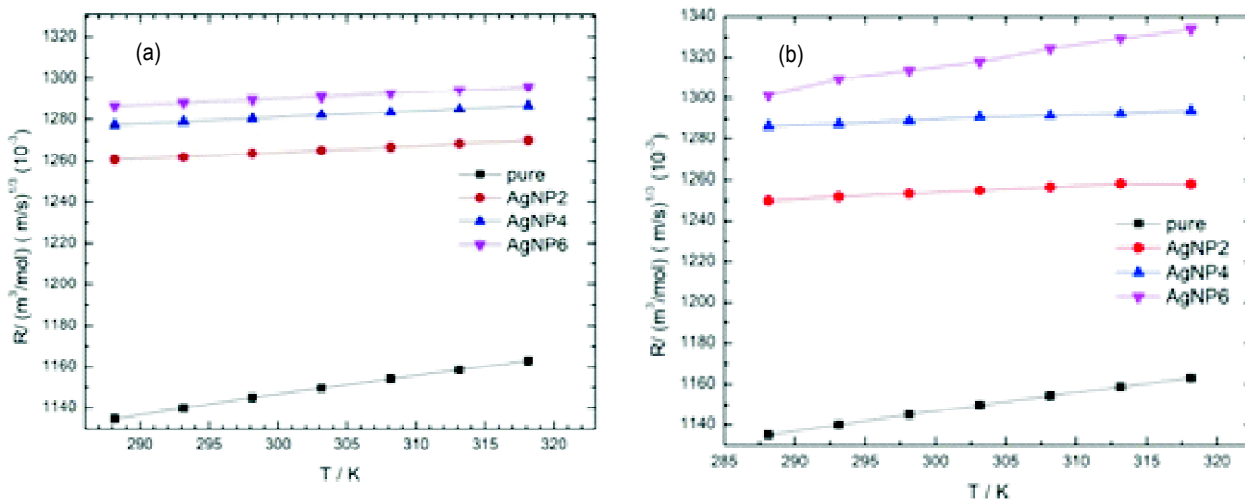 (a)
1320
1300
1280
1260
1240
1220
1200
1180
1160
1140
R/ (m³/mol) ( m/s)¹/³ (10⁻³)
pure
AgNP2
AgNP4
AgNP6
290 295 300 305 310 315 320
T / K
(b)
1340
1320
1300
1280
1260
1240
1220
1200
1180
1160
1140
R/ (m³/mol) ( m/s)¹/³ (10⁻³)
pure
AgNP2
AgNP4
AgNP6
285 290 295 300 305 310 315 320
T / K